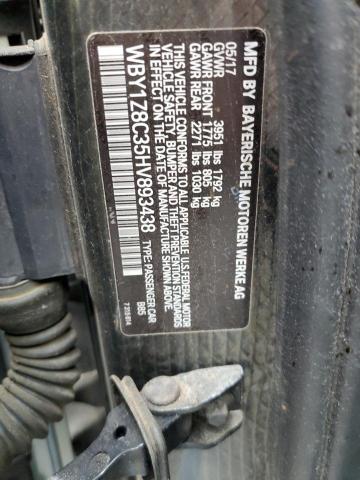 MFD BY BAYERISCHE MOTOREN WERKE AG
05/17
GVWR 3951 lbs 1792 kg
GAWR FRONT 1775 lbs 805 kg
GAWR REAR 2271 lbs 1030 kg
THIS VEHICLE CONFORMS TO ALL APPLICABLE U.S. FEDERAL MOTOR
VEHICLE SAFETY, BUMPER AND THEFT PREVENTION STANDARDS
IN EFFECT ON THE DATE OF MANUFACTURE SHOWN ABOVE.
WBY1Z8C35HV893438 TYPE: PASSENGER CAR
B85